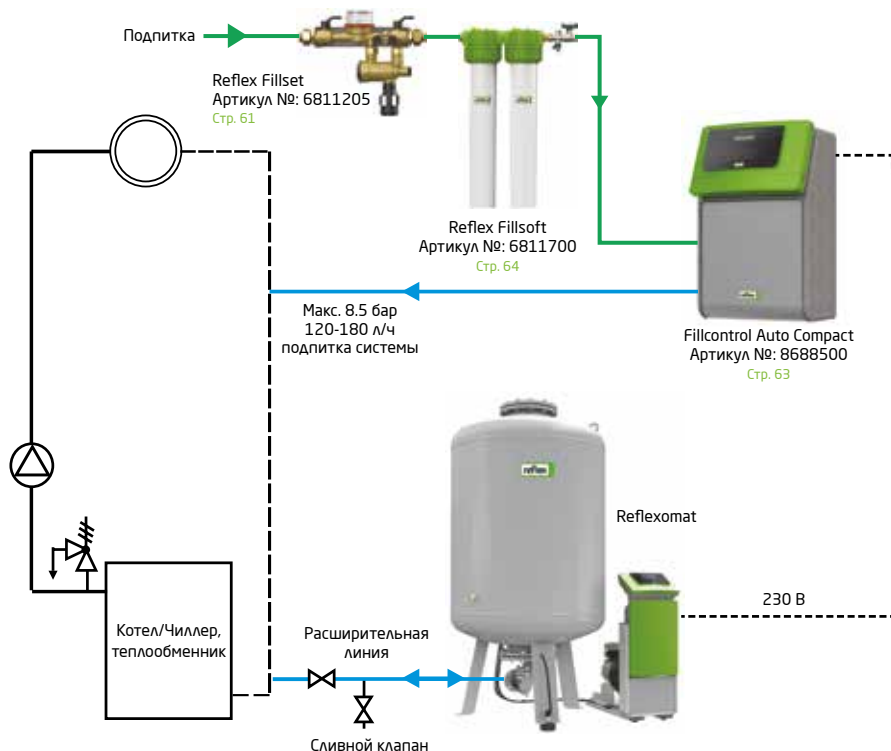 Подпитка
Reflex Fillset
Артикул №: 6811205
Стр. 61
Reflex Fillsoft
Артикул №: 6811700
Стр. 64
Макс. 8.5 бар
120-180 л/ч
подпитка системы
Fillcontrol Auto Compact
Артикул №: 8688500
Стр. 63
reflex
Reflexomat
230 В
Котел/Чиллер,
теплообменник
Расширительная
линия
Сливной клапан